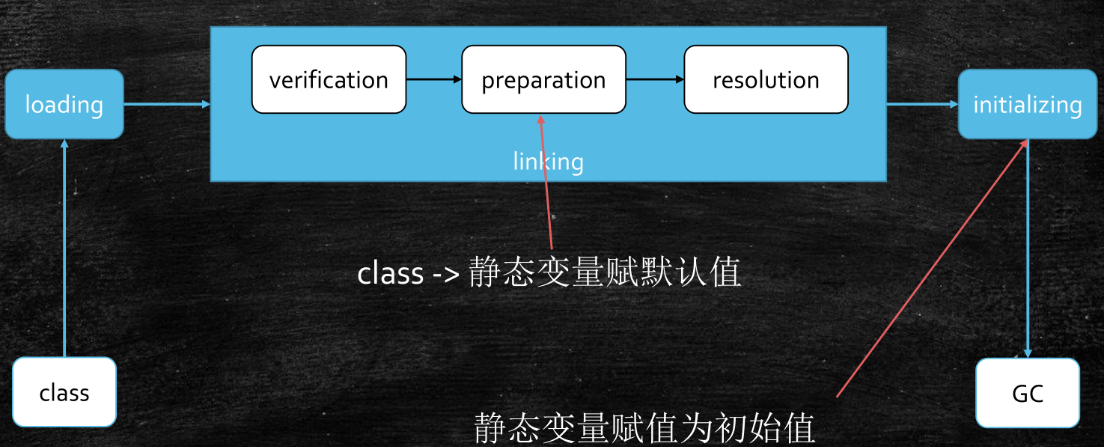 verification
preparation
resolution
loading
initializing
linking
class -> 静态变量赋默认值
class
GC
静态变量赋值为初始值